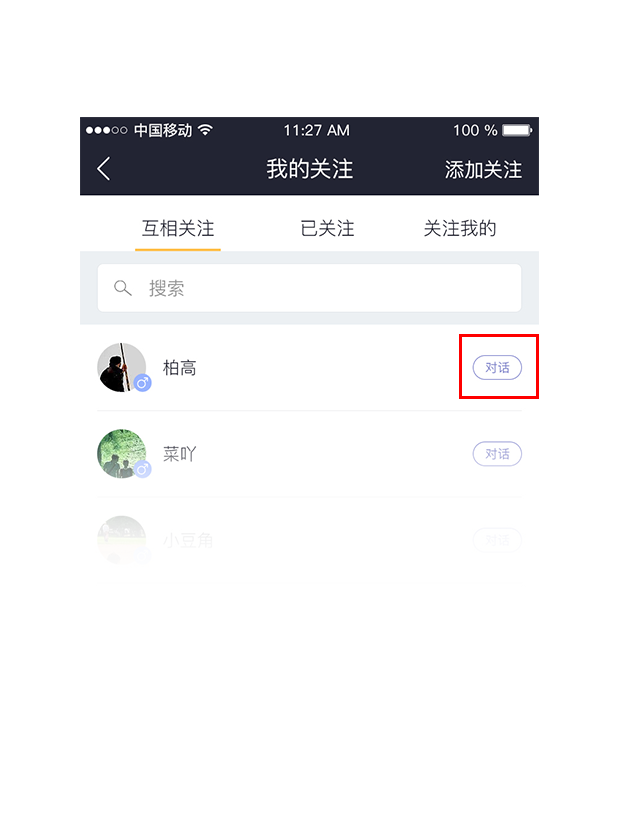 中国移动 11:27 AM 100 %
我的关注 添加关注
互相关注 已关注 关注我的
搜索
柏高 对话
菜吖 对话
小豆角 对话